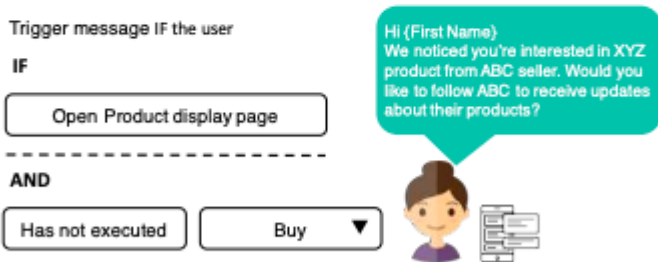 Trigger message IF the user
IF
Open Product display page
AND
Has not executed
Buy
Hi {First Name}
We noticed you're interested in XYZ
product from ABC seller. Would you
like to follow ABC to receive updates
about their products?